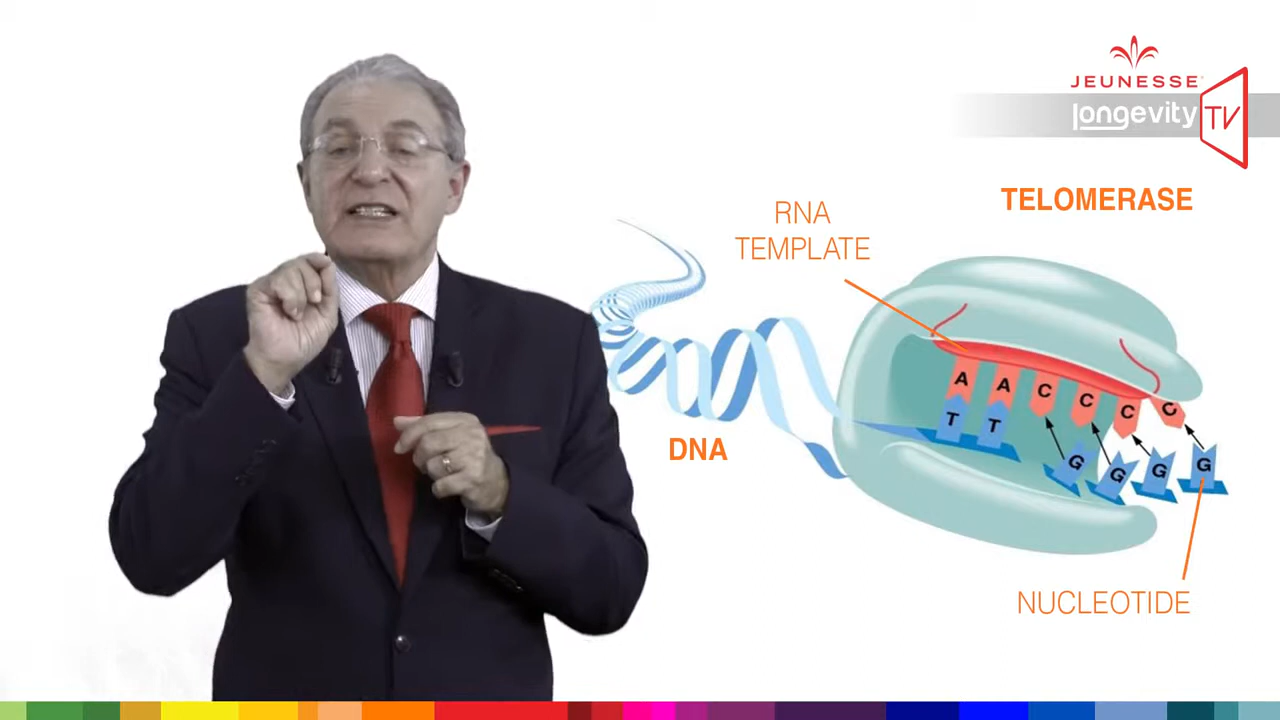 JEUNESSE
longevity TV
TELOMERASE
RNA
TEMPLATE
A A C C C C
T T
G G G G
DNA
NUCLEOTIDE